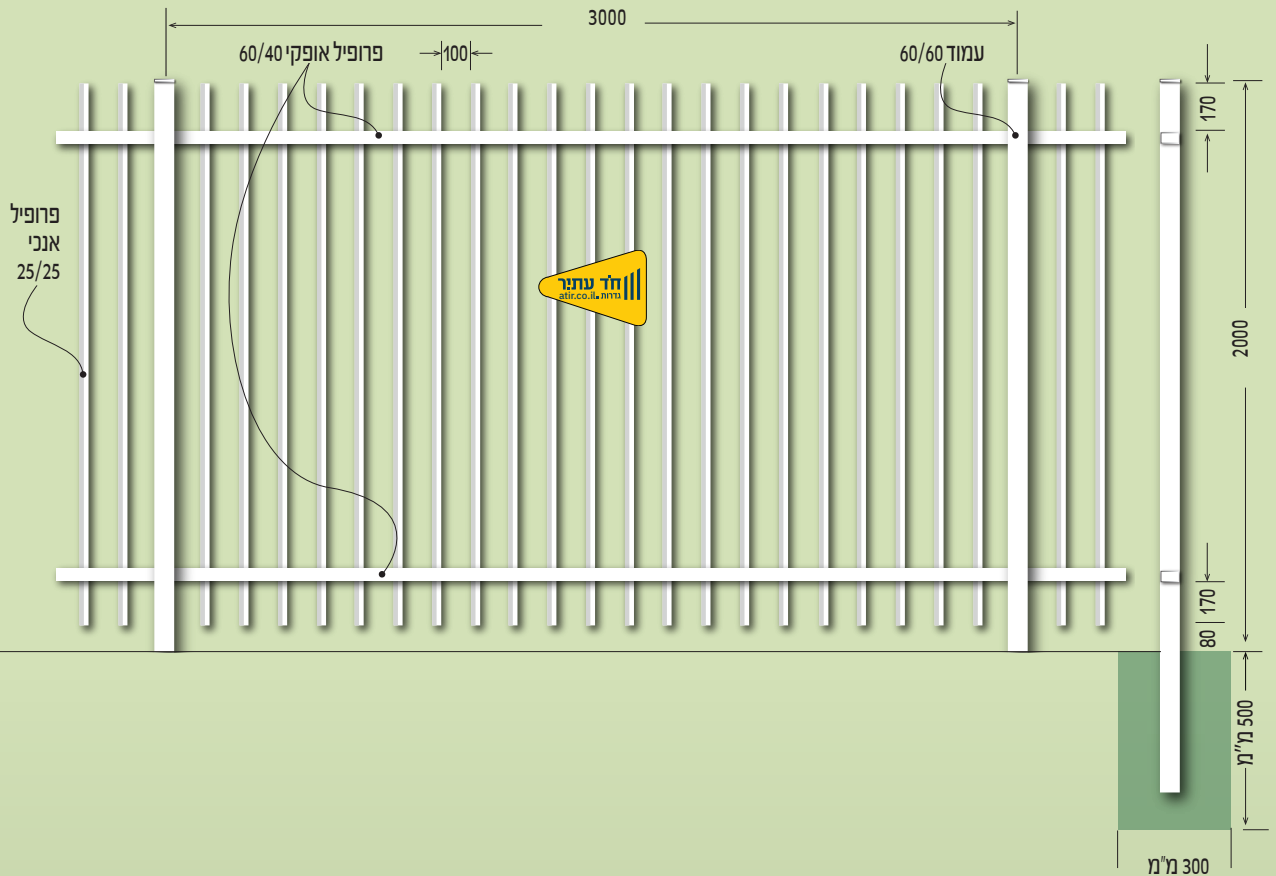 3000
פרופיל אופקי 60/40
100
עמוד 60/60
170
פרופיל
אנכי
25/25
חד עתיר
גדרות atir.co.il
2000
170
80
500 מ"מ
300 מ"מ